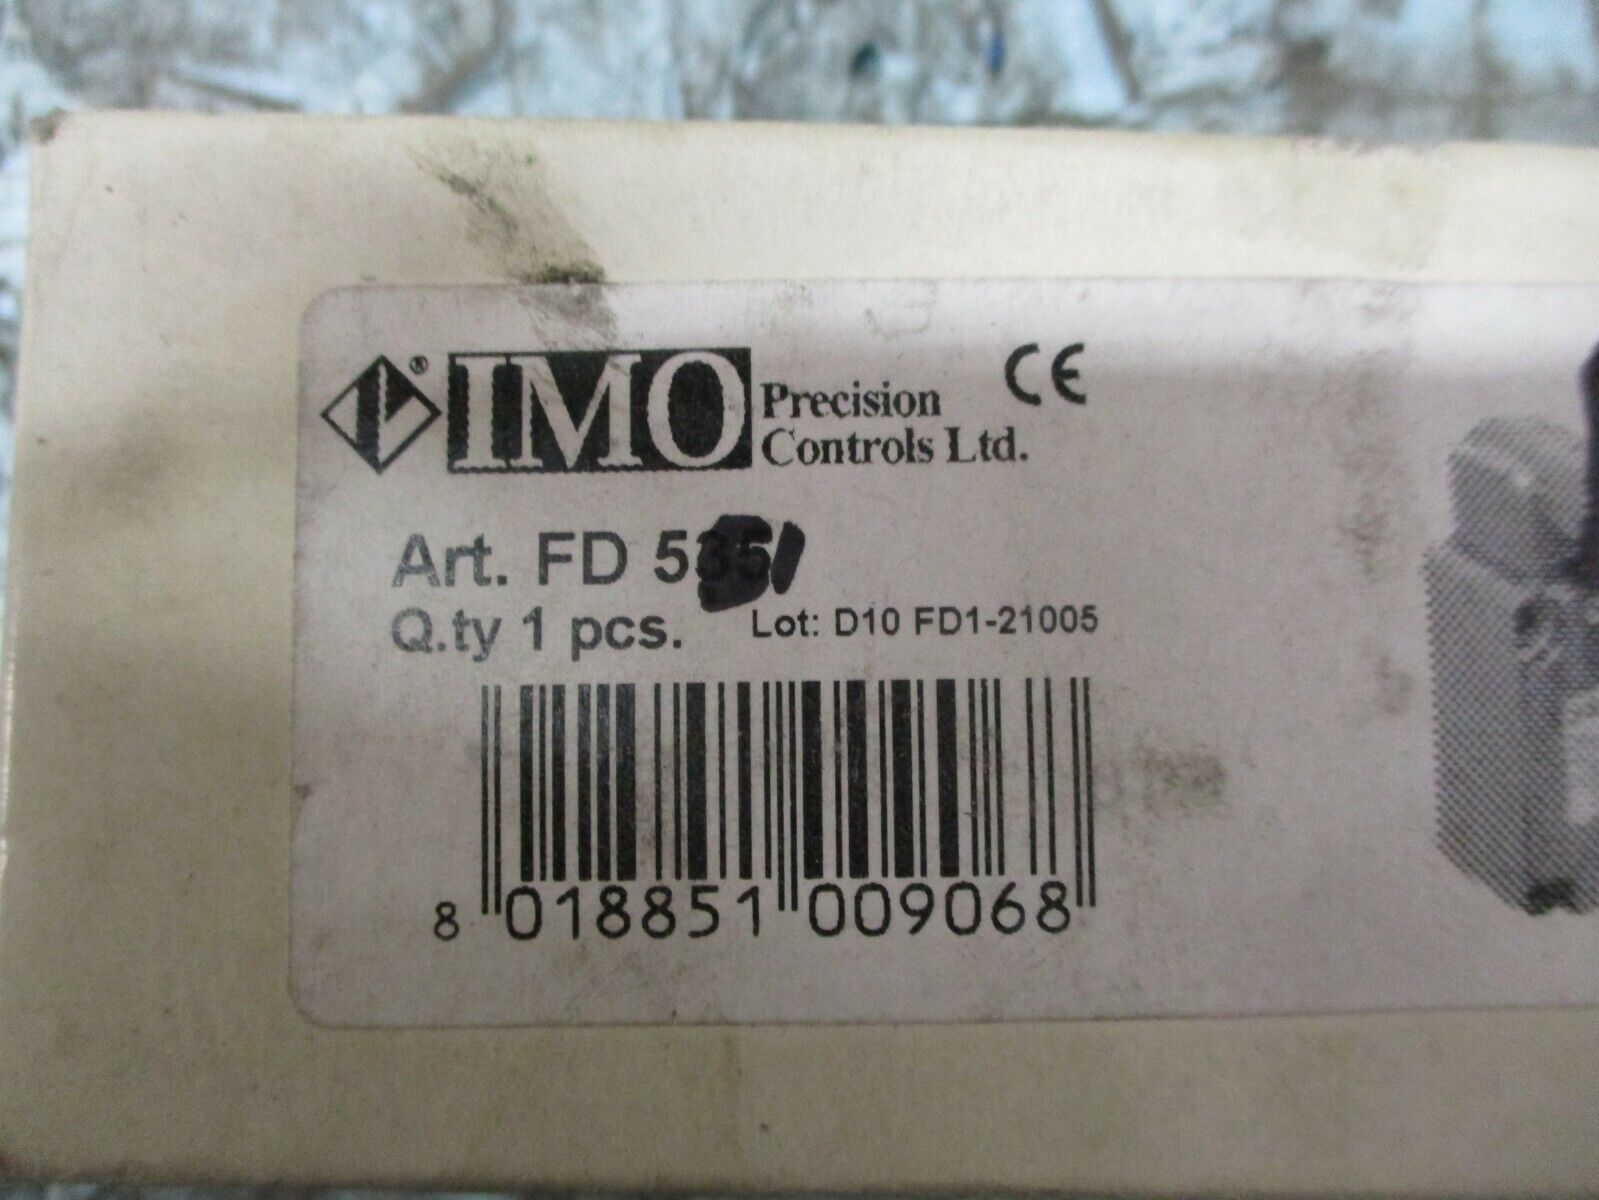 IMO Precision
Controls Ltd. CE
Art. FD 5
Q.ty 1 pcs. Lot: D10 FD1-21005
8 018851 009068